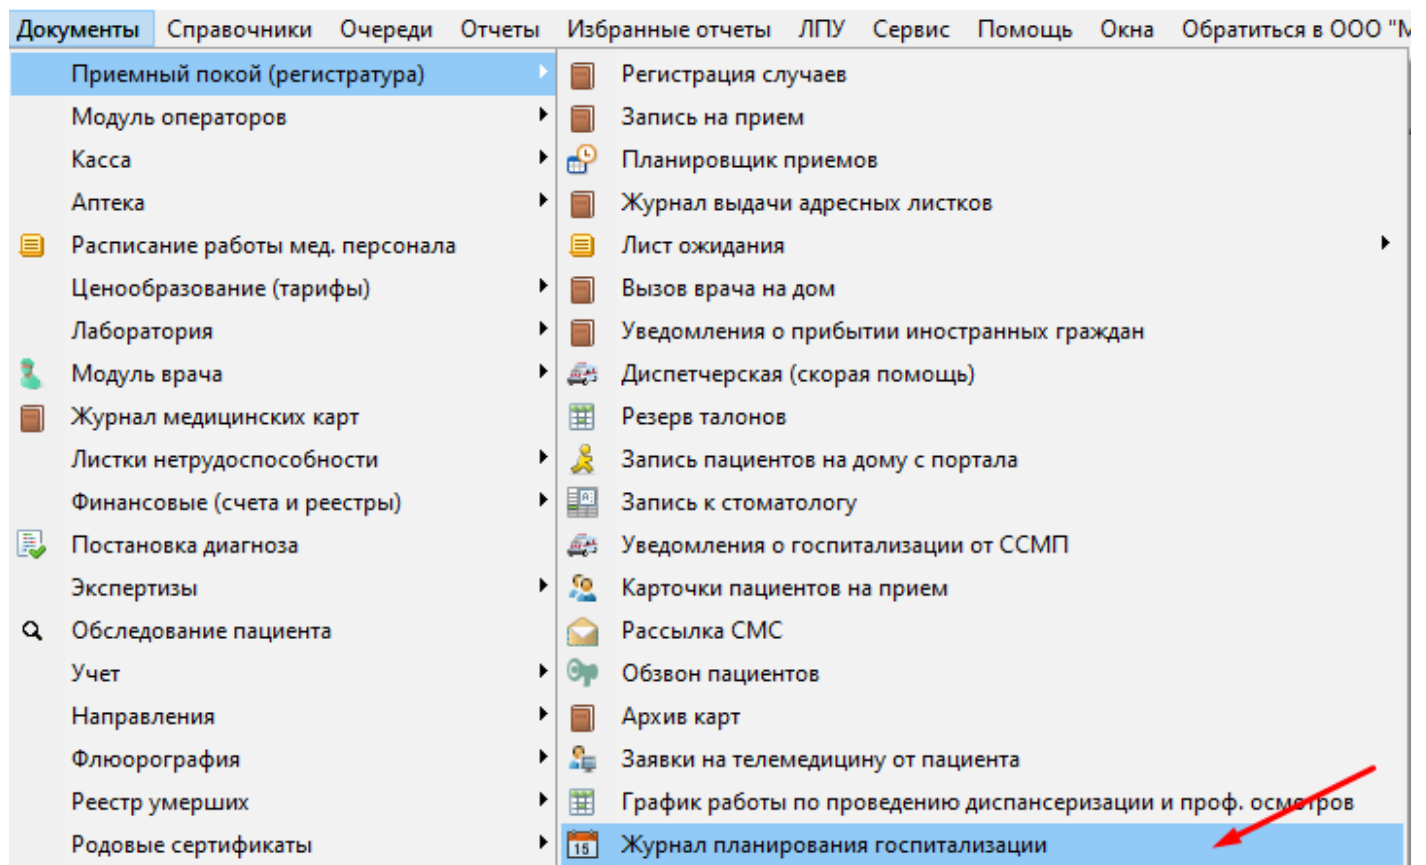 Документы Справочники Очереди Отчеты Избранные отчеты ЛПУ Сервис Помощь Окна Обратиться в ООО "М
Приемный покой (регистратура)
Модуль операторов
Касса
Аптека
Расписание работы мед. персонала
Ценообразование (тарифы)
Лаборатория
Модуль врача
Журнал медицинских карт
Листки нетрудоспособности
Финансовые (счета и реестры)
Постановка диагноза
Экспертизы
Обследование пациента
Учет
Направления
Флюорография
Реестр умерших
Родовые сертификаты
Регистрация случаев
Запись на прием
Планировщик приемов
Журнал выдачи адресных листков
Лист ожидания
Вызов врача на дом
Уведомления о прибытии иностранных граждан
Диспетчерская (скорая помощь)
Резерв талонов
Запись пациентов на дому с портала
Запись к стоматологу
Уведомления о госпитализации от ССМП
Карточки пациентов на прием
Рассылка СМС
Обзвон пациентов
Архив карт
Заявки на телемедицину от пациента
График работы по проведению диспансеризации и проф. осмотров
15 Журнал планирования госпитализации